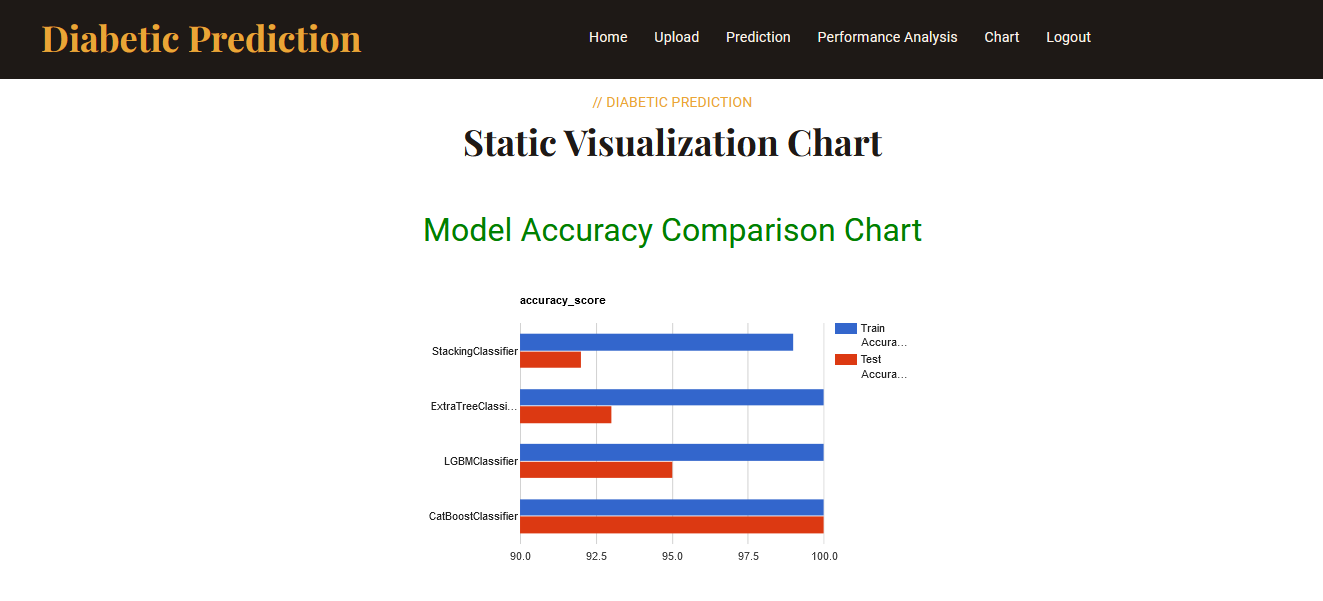 Diabetic Prediction
Home Upload Prediction Performance Analysis Chart Logout
// DIABETIC PREDICTION
Static Visualization Chart
Model Accuracy Comparison Chart
accuracy_score
Train
Accura...
Test
Accura...
StackingClassifier
ExtraTreeClassi...
LGBMClassifier
CatBoostClassifier
90.0 92.5 95.0 97.5 100.0